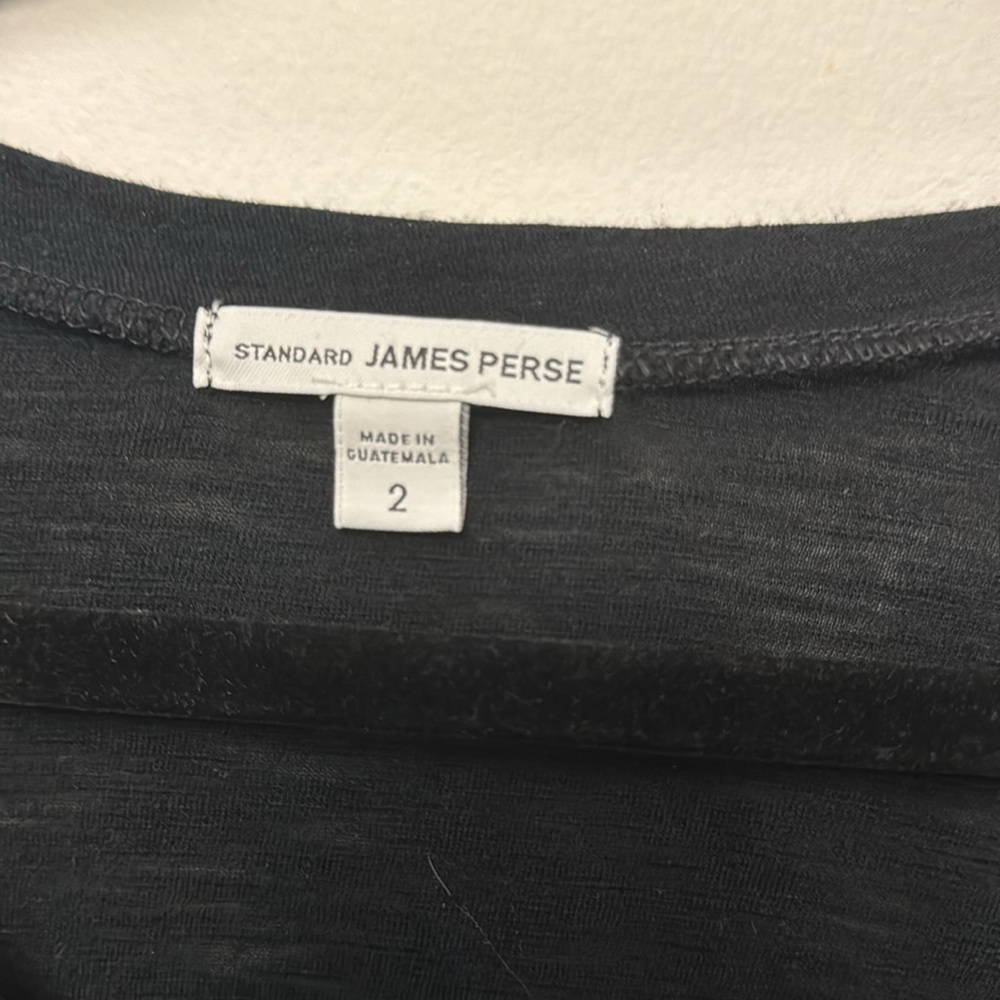 STANDARD JAMES PERSE
MADE IN
GUATEMALA
2